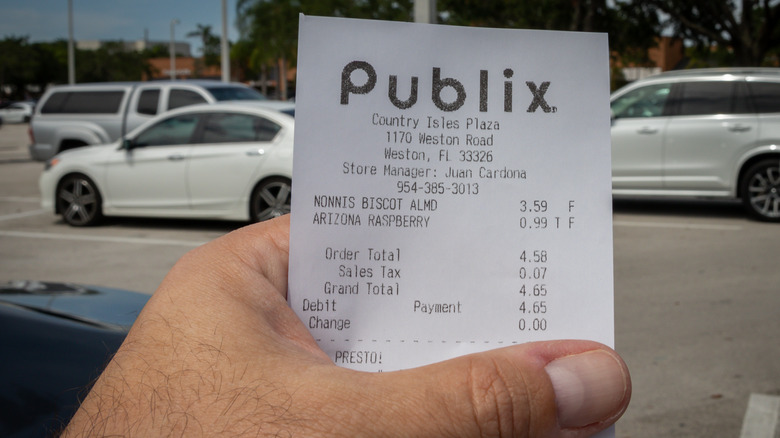 Publix.
Country Isles Plaza
1170 Weston Road
Weston, FL 33326
Store Manager: Juan Cardona
954-385-3013
NONNIS BISCOT ALMD 3.59 F
ARIZONA RASPBERRY 0.99 T F
Order Total 4.58
Sales Tax 0.07
Grand Total 4.65
Debit Payment 4.65
Change 0.00
PRESTO!